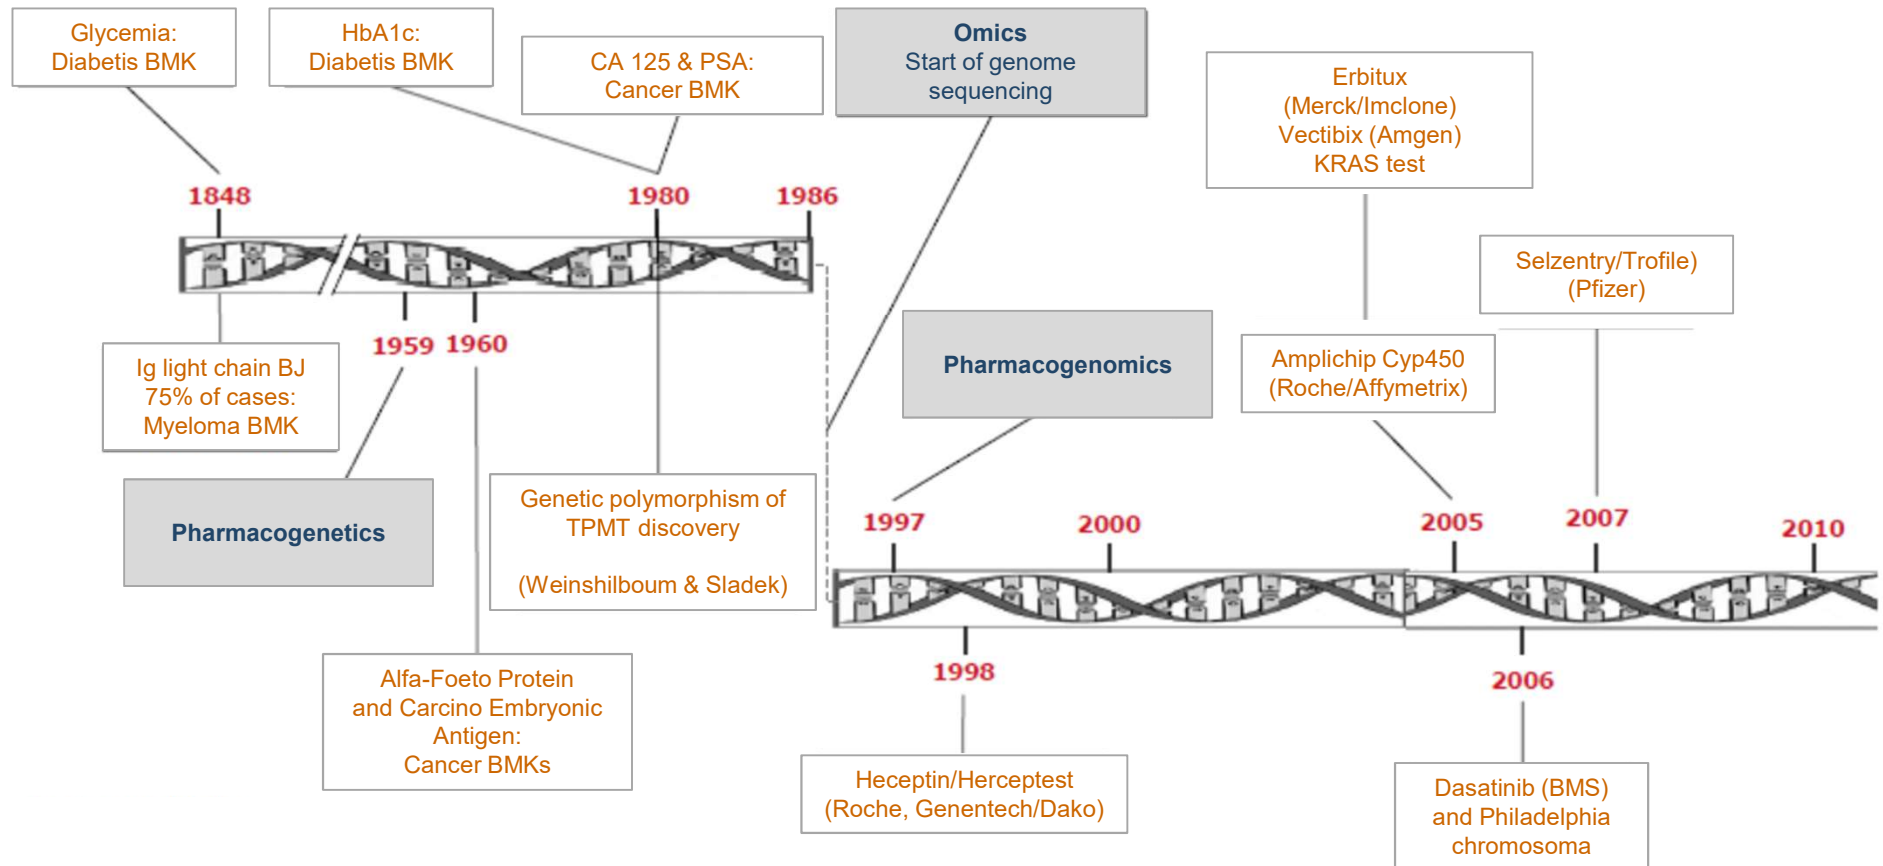 Glycemia:
Diabetis BMK
HbA1c:
Diabetis BMK
CA 125 & PSA:
Cancer BMK
Omics
Start of genome
sequencing
Erbitux
(Merck/Imclone)
Vectibix (Amgen)
KRAS test
1848
1980
1986
Selzentry/Trofile)
(Pfizer)
1959
1960
Ig light chain BJ
75% of cases:
Myeloma BMK
Pharmacogenomics
Amplichip Cyp450
(Roche/Affymetrix)
Pharmacogenetics
Genetic polymorphism of
TPMT discovery
(Weinshilboum & Sladek)
1997
2000
2005
2007
2010
Alfa-Foeto Protein
and Carcino Embryonic
Antigen:
Cancer BMKs
1998
2006
Heceptin/Herceptest
(Roche, Genentech/Dako)
Dasatinib (BMS)
and Philadelphia
chromosoma